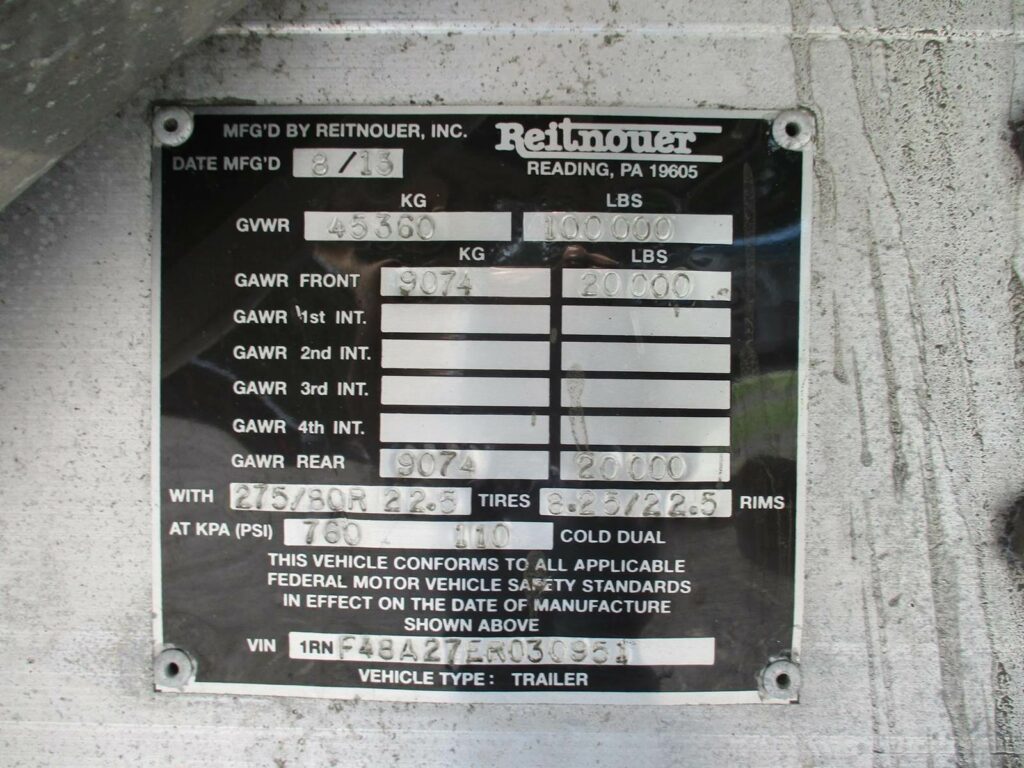 MFG'D BY REITNOUER, INC. Reitnouer
DATE MFG'D 8/13 READING, PA 19605
KG LBS
GVWR 45360 100000
KG LBS
GAWR FRONT 9074 20000
GAWR 1st INT.
GAWR 2nd INT.
GAWR 3rd INT.
GAWR 4th INT.
GAWR REAR 9074 20000
WITH 275/80R 22.5 TIRES 8.25/22.5 RIMS
AT KPA (PSI) 760 110 COLD DUAL
THIS VEHICLE CONFORMS TO ALL APPLICABLE
FEDERAL MOTOR VEHICLE SAFETY STANDARDS
IN EFFECT ON THE DATE OF MANUFACTURE
SHOWN ABOVE
VIN 1RNF48A27ER030951
VEHICLE TYPE: TRAILER